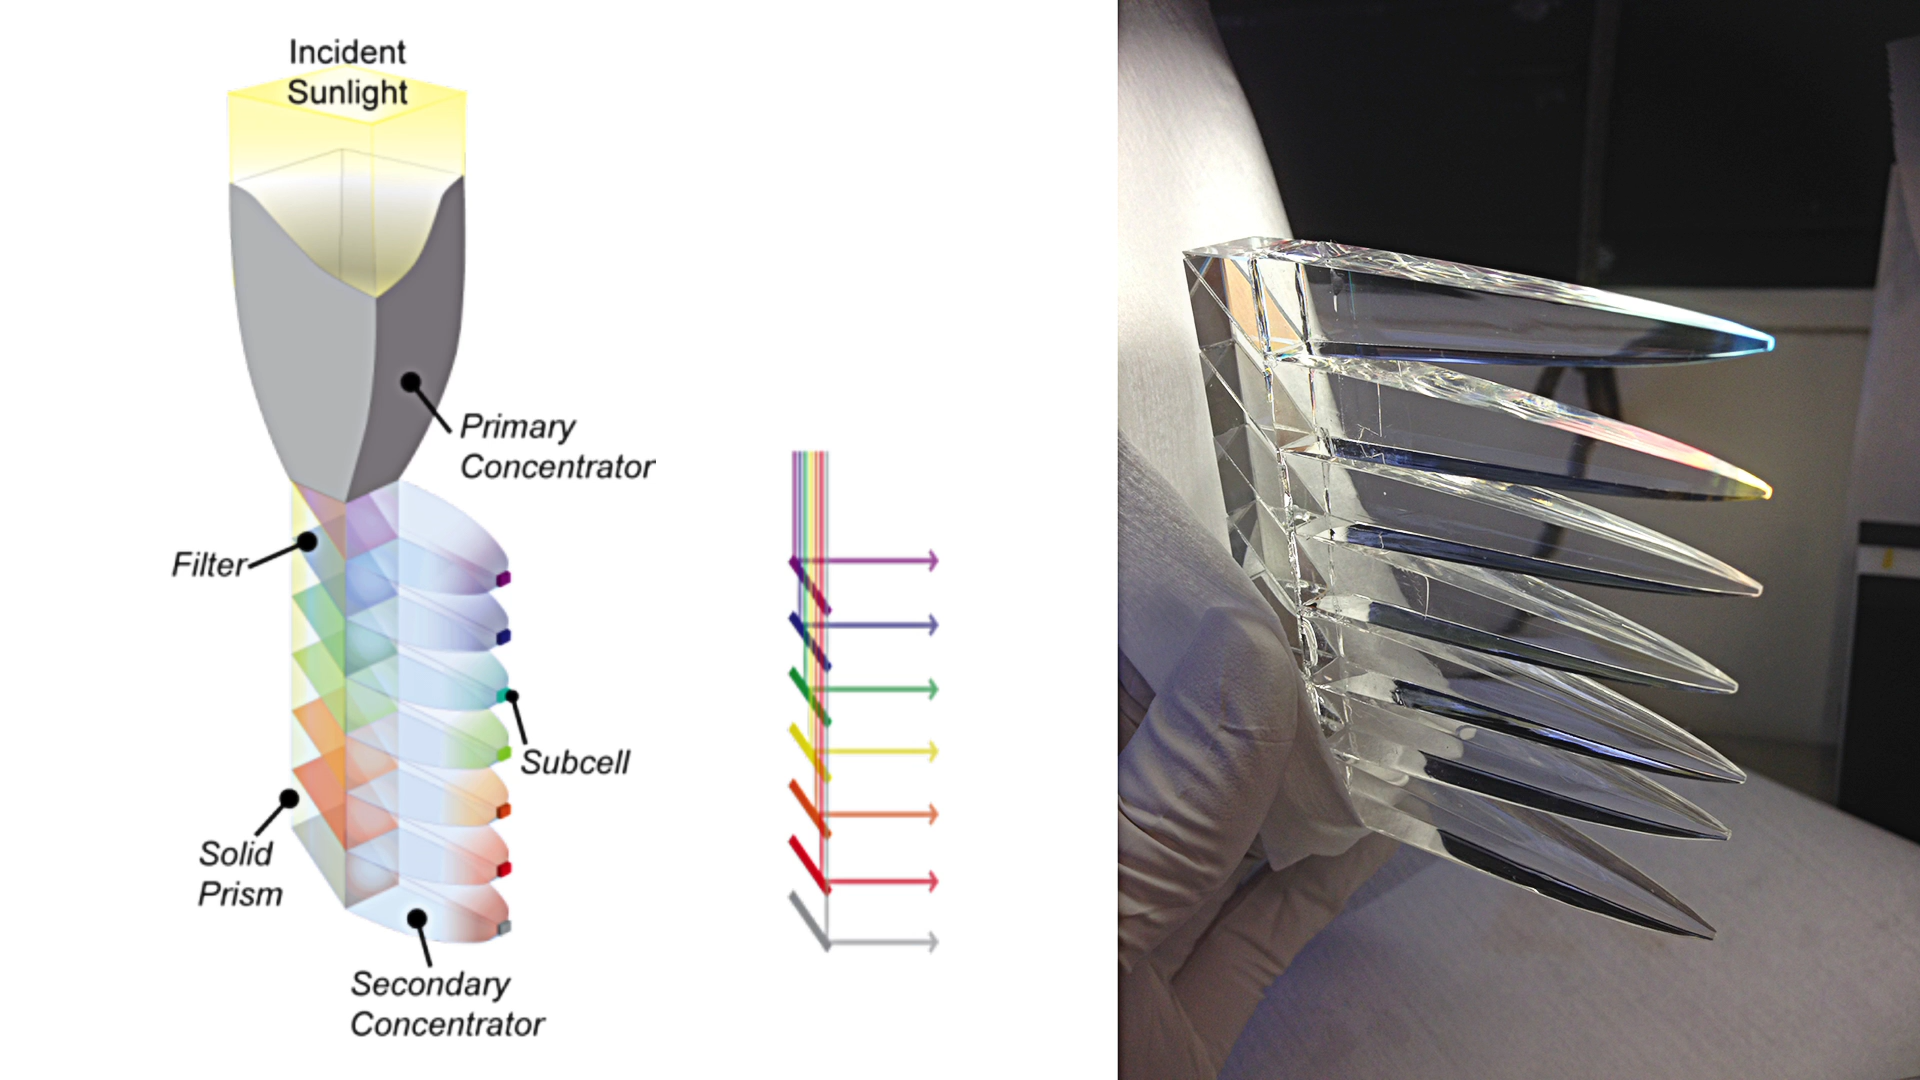 Incident
Sunlight
Primary
Concentrator
Filter
Subcell
Solid
Prism
Secondary
Concentrator